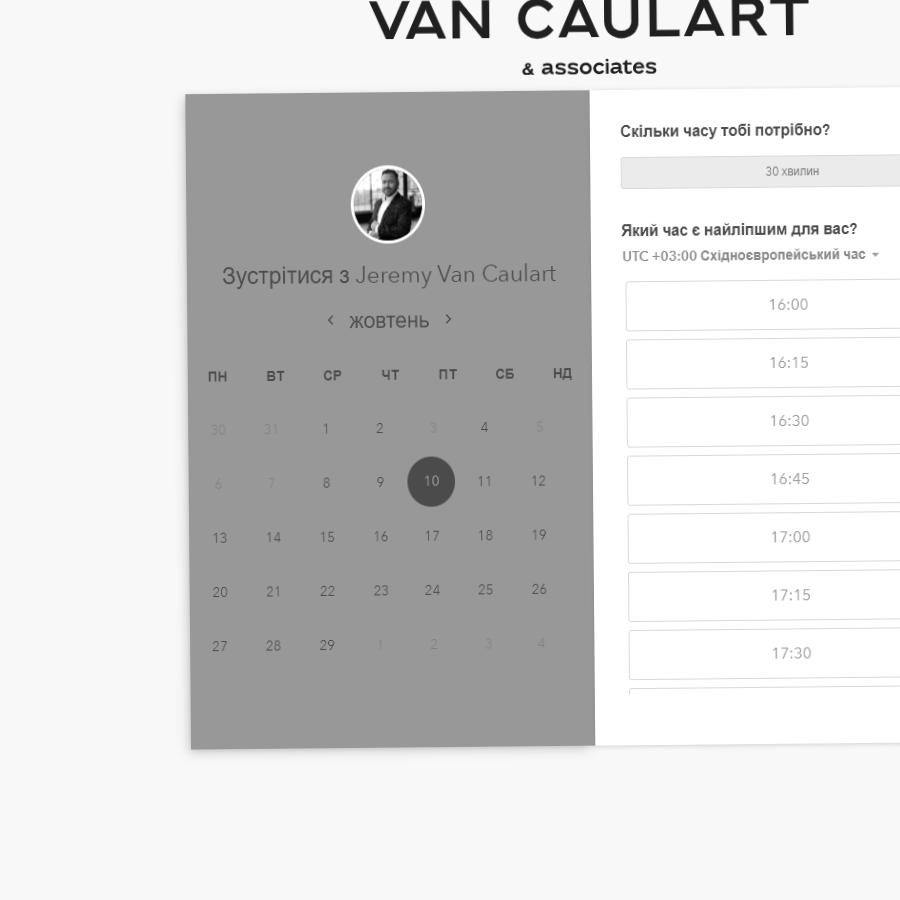 VAN CAULART
& associates
Зустрітися з Jeremy Van Caulart
жовтень
ПН ВТ СР ЧТ ПТ СБ НД
30 31 1 2 3 4 5
6 7 8 9 10 11 12
13 14 15 16 17 18 19
20 21 22 23 24 25 26
27 28 29 1 2 3 4
Скільки часу тобі потрібно?
30 хвилин
Який час є найліпшим для вас?
UTC +03:00 Східноєвропейський час
16:00
16:15
16:30
16:45
17:00
17:15
17:30